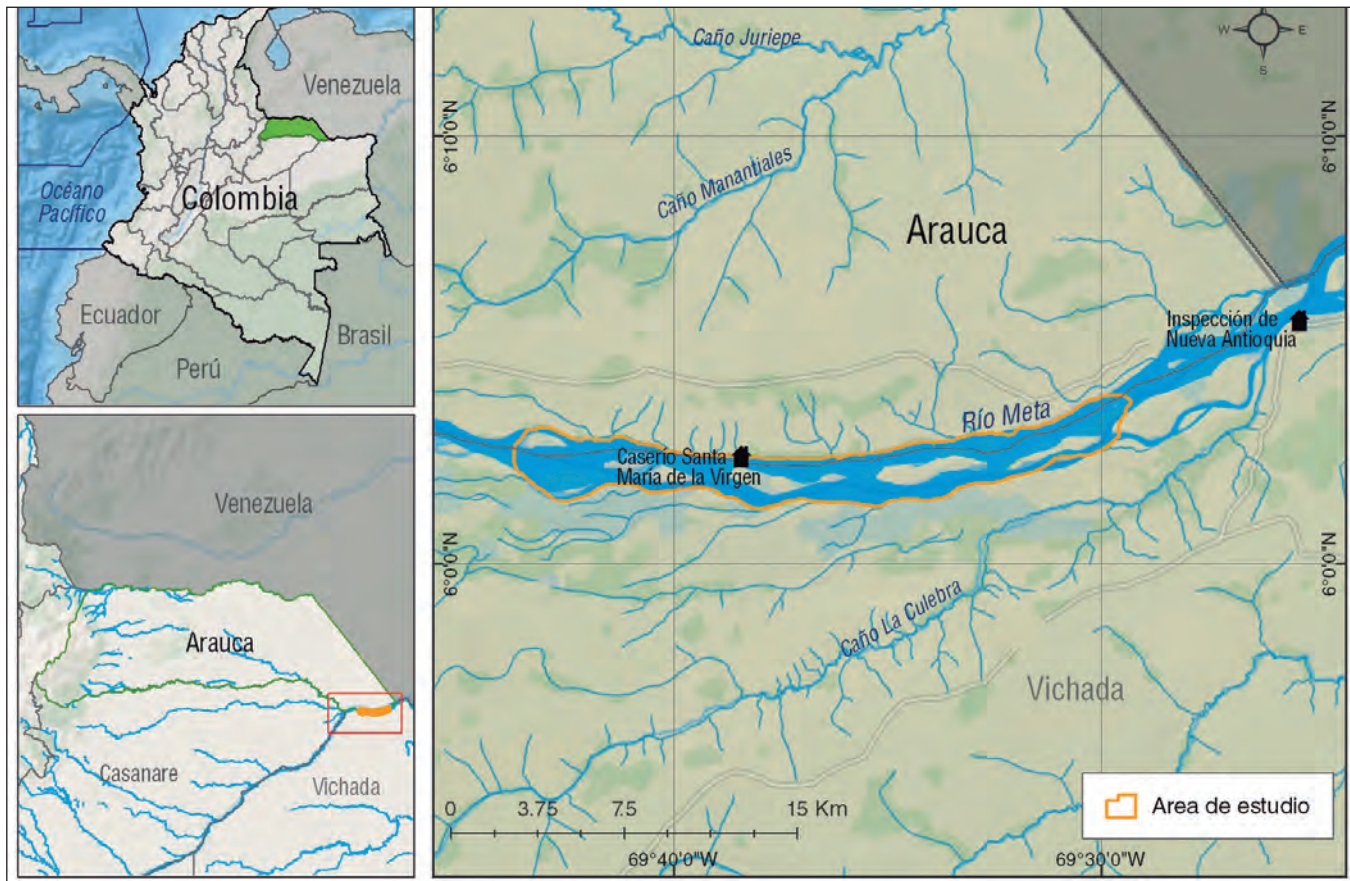 Venezuela
Océano
Pacífico
Colombia
Ecuador
Perú
Brasil
Venezuela
Arauca
Casanare
Vichada
Caño Juriepe
W
E
S
6°10'0"N
6°10'0"N
Caño Manantiales
Arauca
Inspección de
Nueva Antioquia
Río Meta
Caserío Santa
María de la Virgen
6°0'0"N
6°0'0"N
Caño La Culebra
Vichada
0 3.75 7.5 15 Km
Area de estudio
69°40'0"W
69°30'0"W